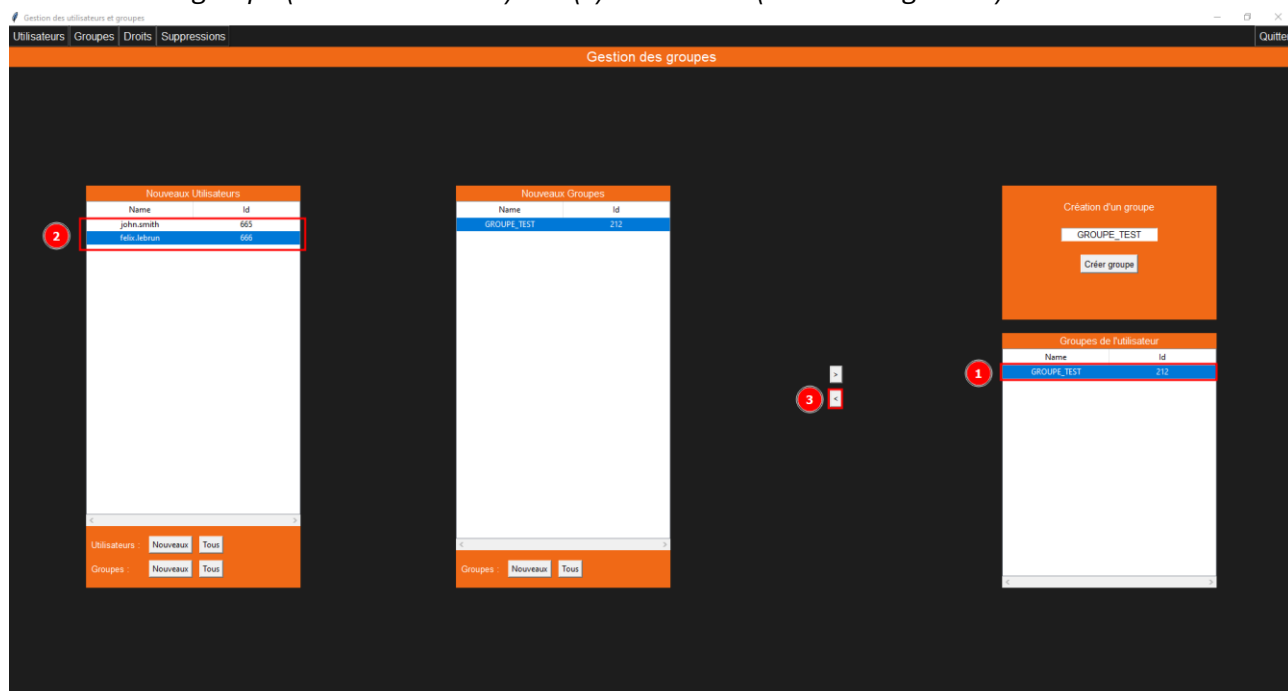 Gestion des utilisateurs et groupes
Utilisateurs Groupes Droits Suppressions Quitter
Gestion des groupes
Nouveaux Utilisateurs
Name Id
john.smith 665
felix.lebrun 666
2
Utilisateurs : Nouveaux Tous
Groupes : Nouveaux Tous
Nouveaux Groupes
Name Id
GROUPE_TEST 212
Groupes : Nouveaux Tous
>
3 <
Création d'un groupe
GROUPE_TEST
Créer groupe
Groupes de l'utilisateur
Name Id
1 GROUPE_TEST 212